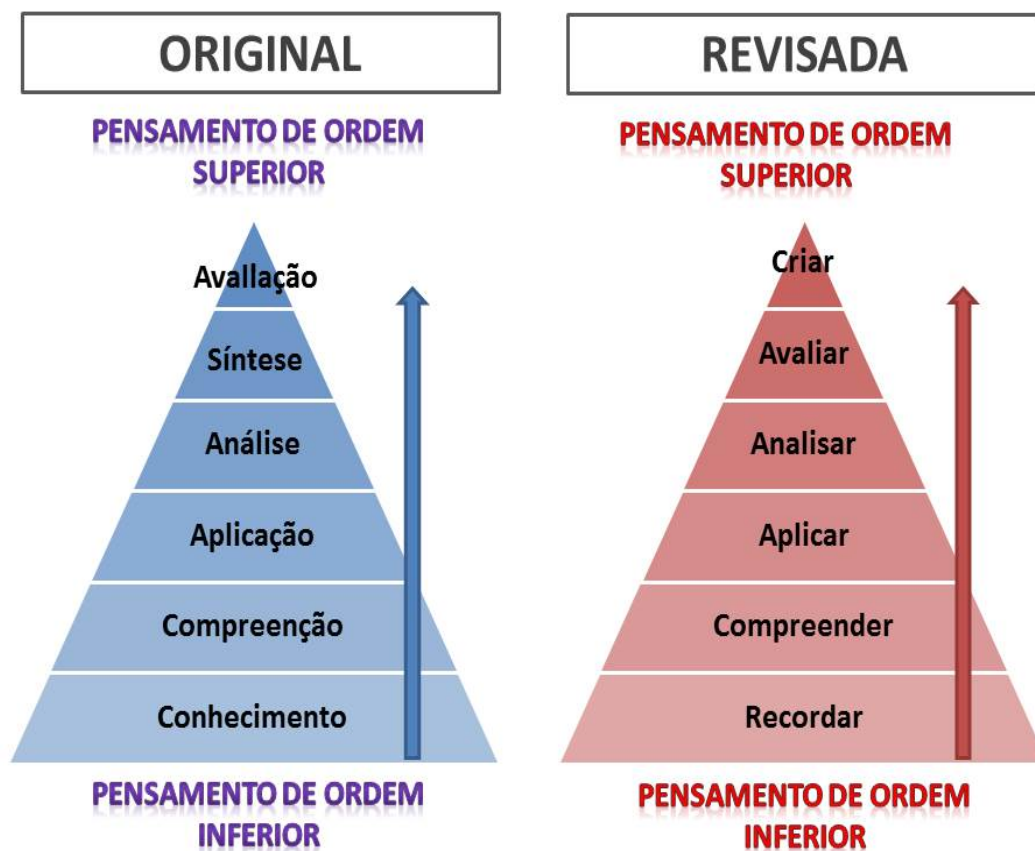 ORIGINAL
PENSAMENTO DE ORDEM
SUPERIOR
Avallação
Síntese
Análise
Aplicação
Compreenção
Conhecimento
PENSAMENTO DE ORDEM
INFERIOR
REVISADA
PENSAMENTO DE ORDEM
SUPERIOR
Criar
Avaliar
Analisar
Aplicar
Compreender
Recordar
PENSAMENTO DE ORDEM
INFERIOR